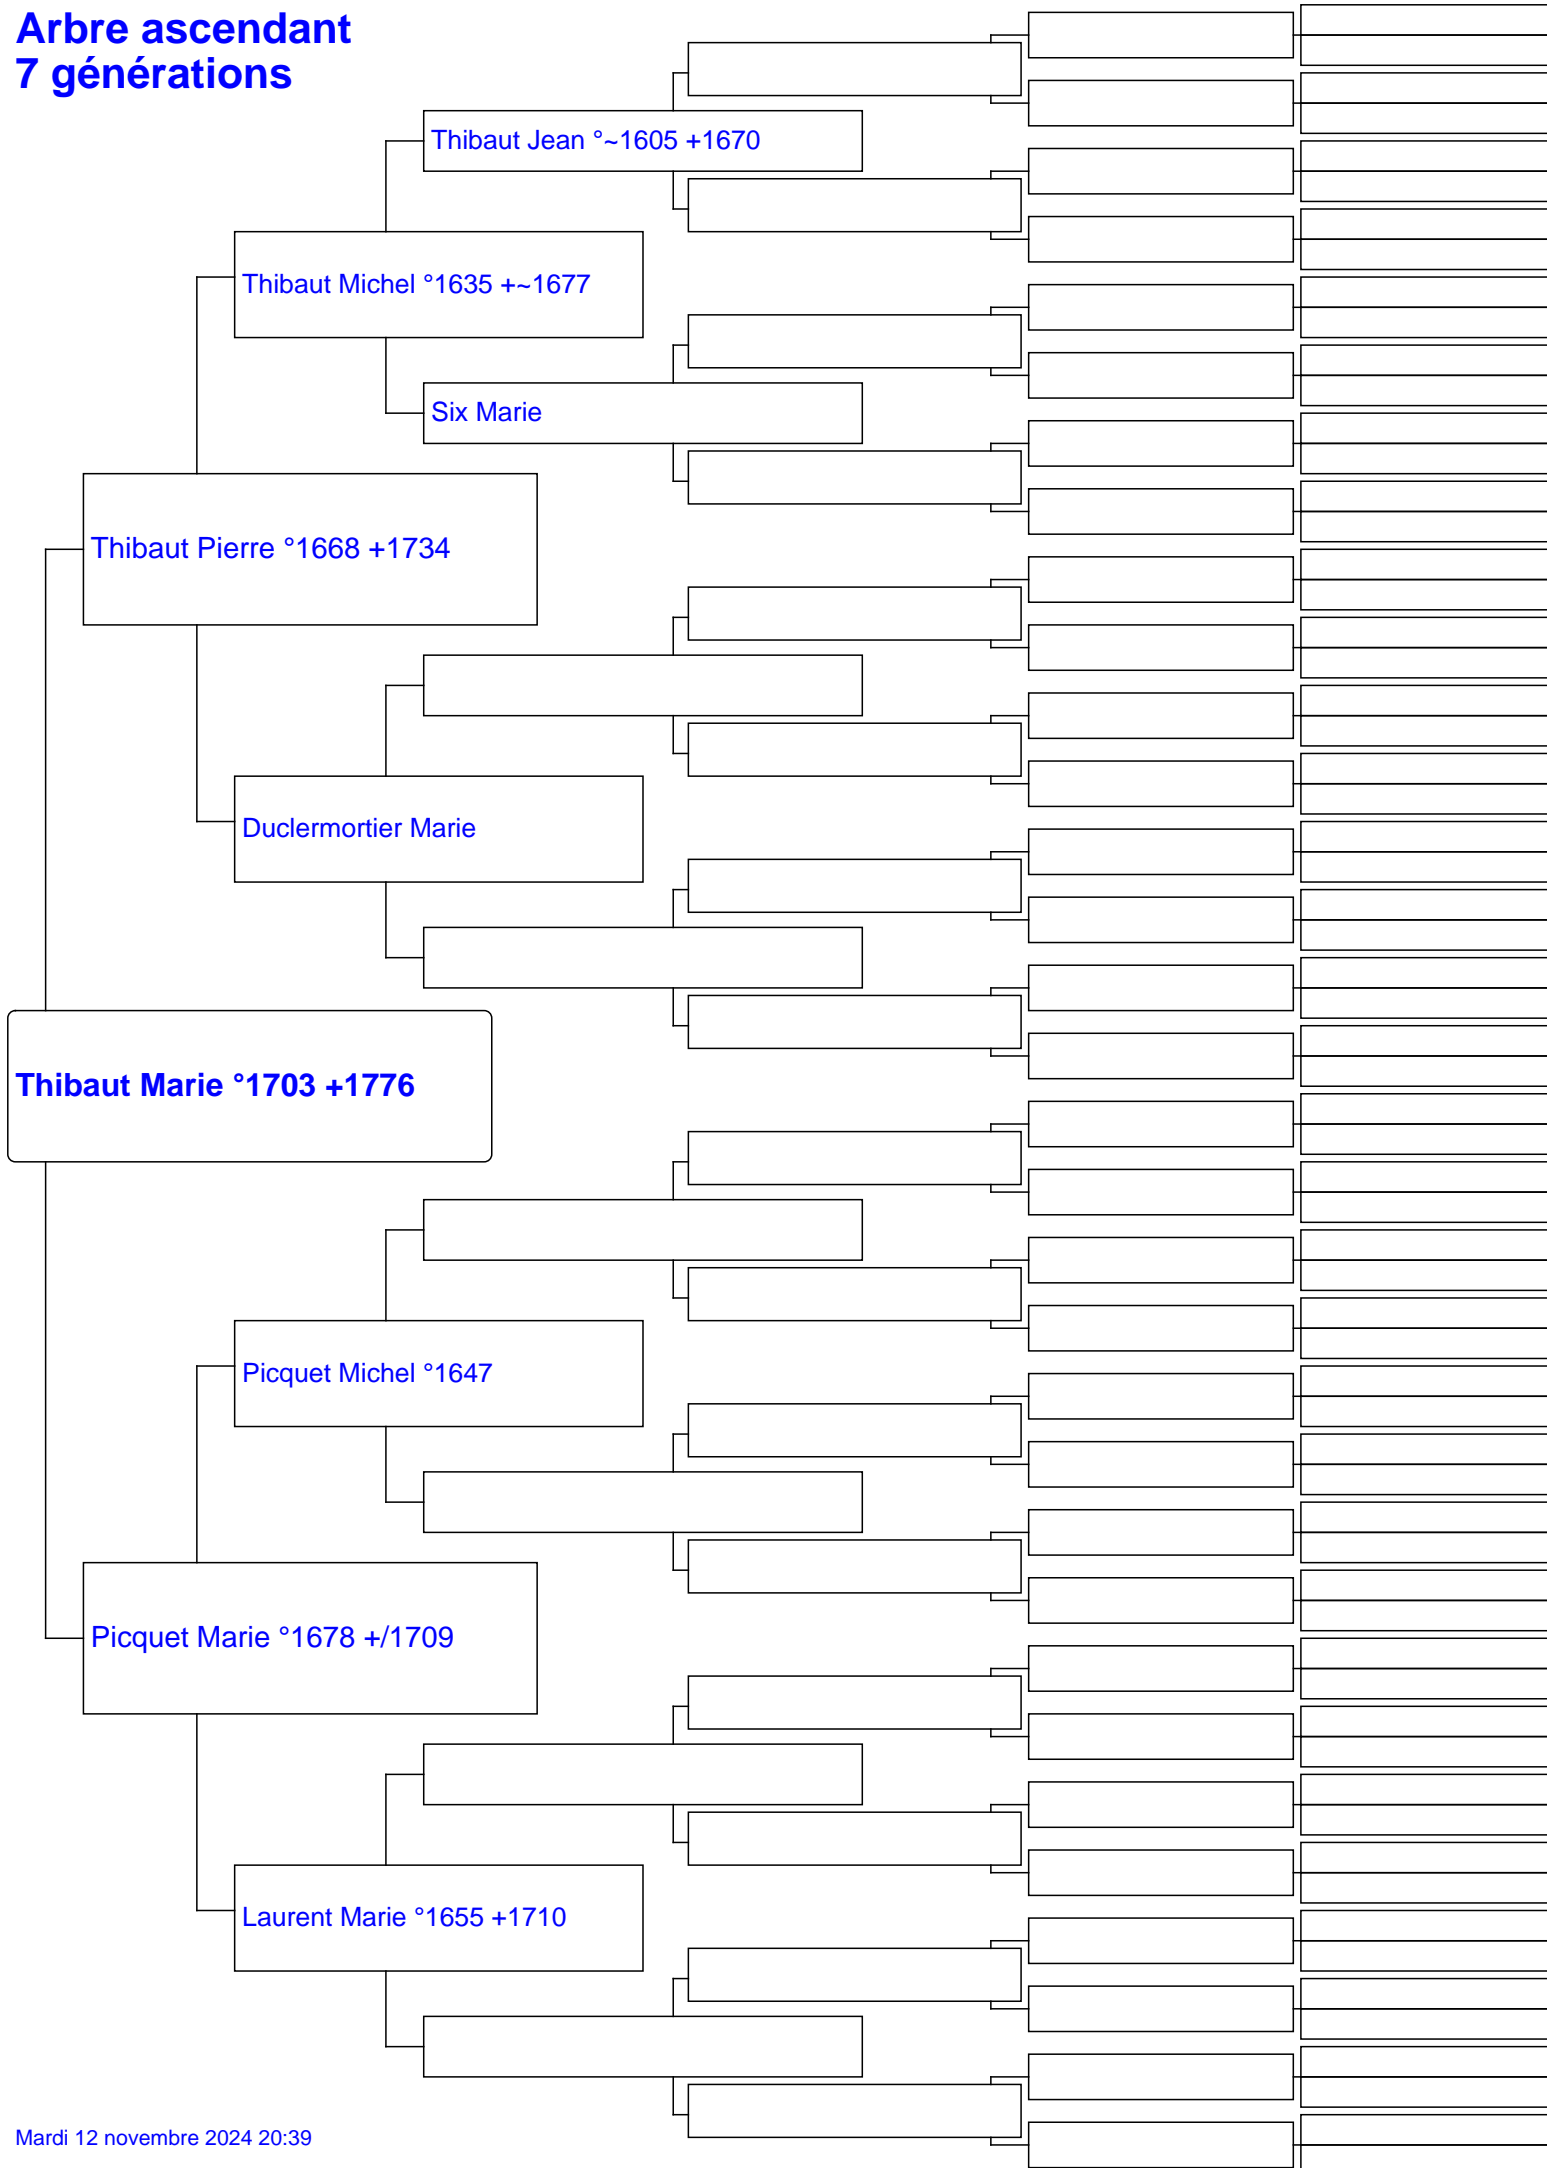 Arbre ascendant
7 générations
Thibaut Jean °~1605 +1670
Thibaut Michel °1635 +~1677
Six Marie
Thibaut Pierre °1668 +1734
Duclermortier Marie
Thibaut Marie °1703 +1776
Picquet Michel °1647
Picquet Marie °1678 +/1709
Laurent Marie °1655 +1710
Mardi 12 novembre 2024 20:39